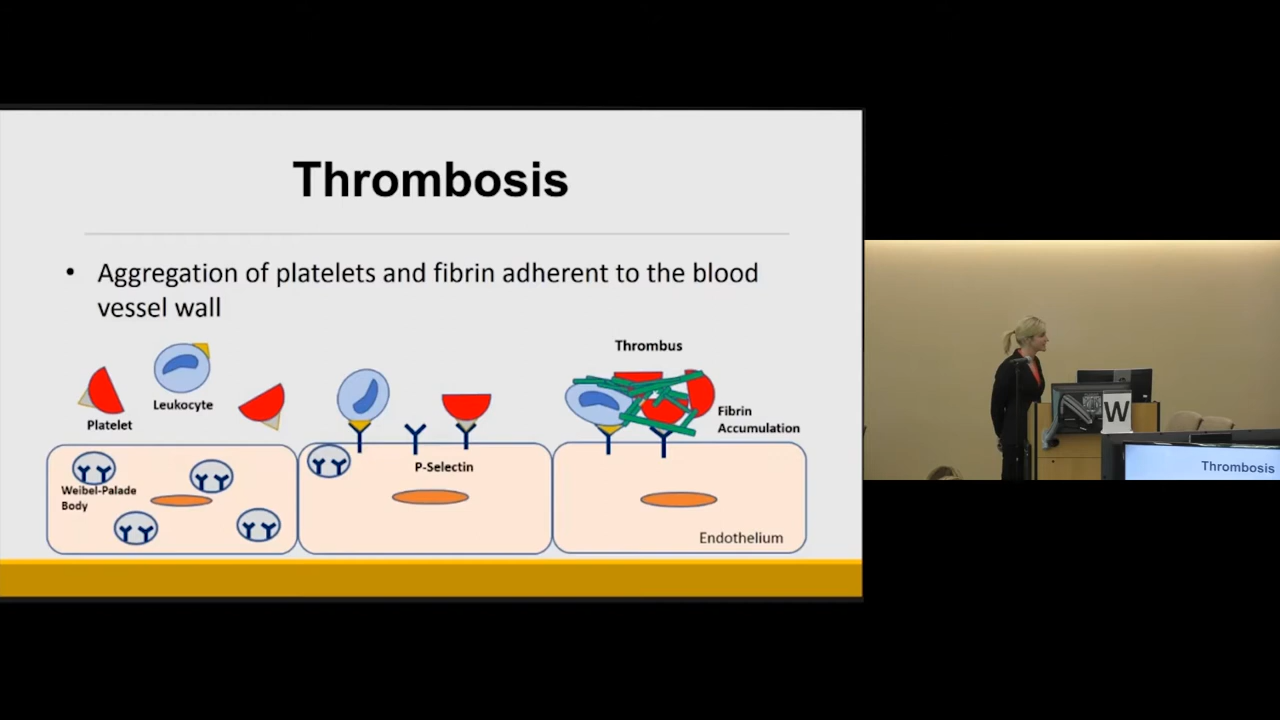 Thrombosis
• Aggregation of platelets and fibrin adherent to the blood
vessel wall
Thrombus
Leukocyte
Platelet
Fibrin
Accumulation
P-Selectin
Weibel-Palade
Body
Endothelium
W
Thrombosis